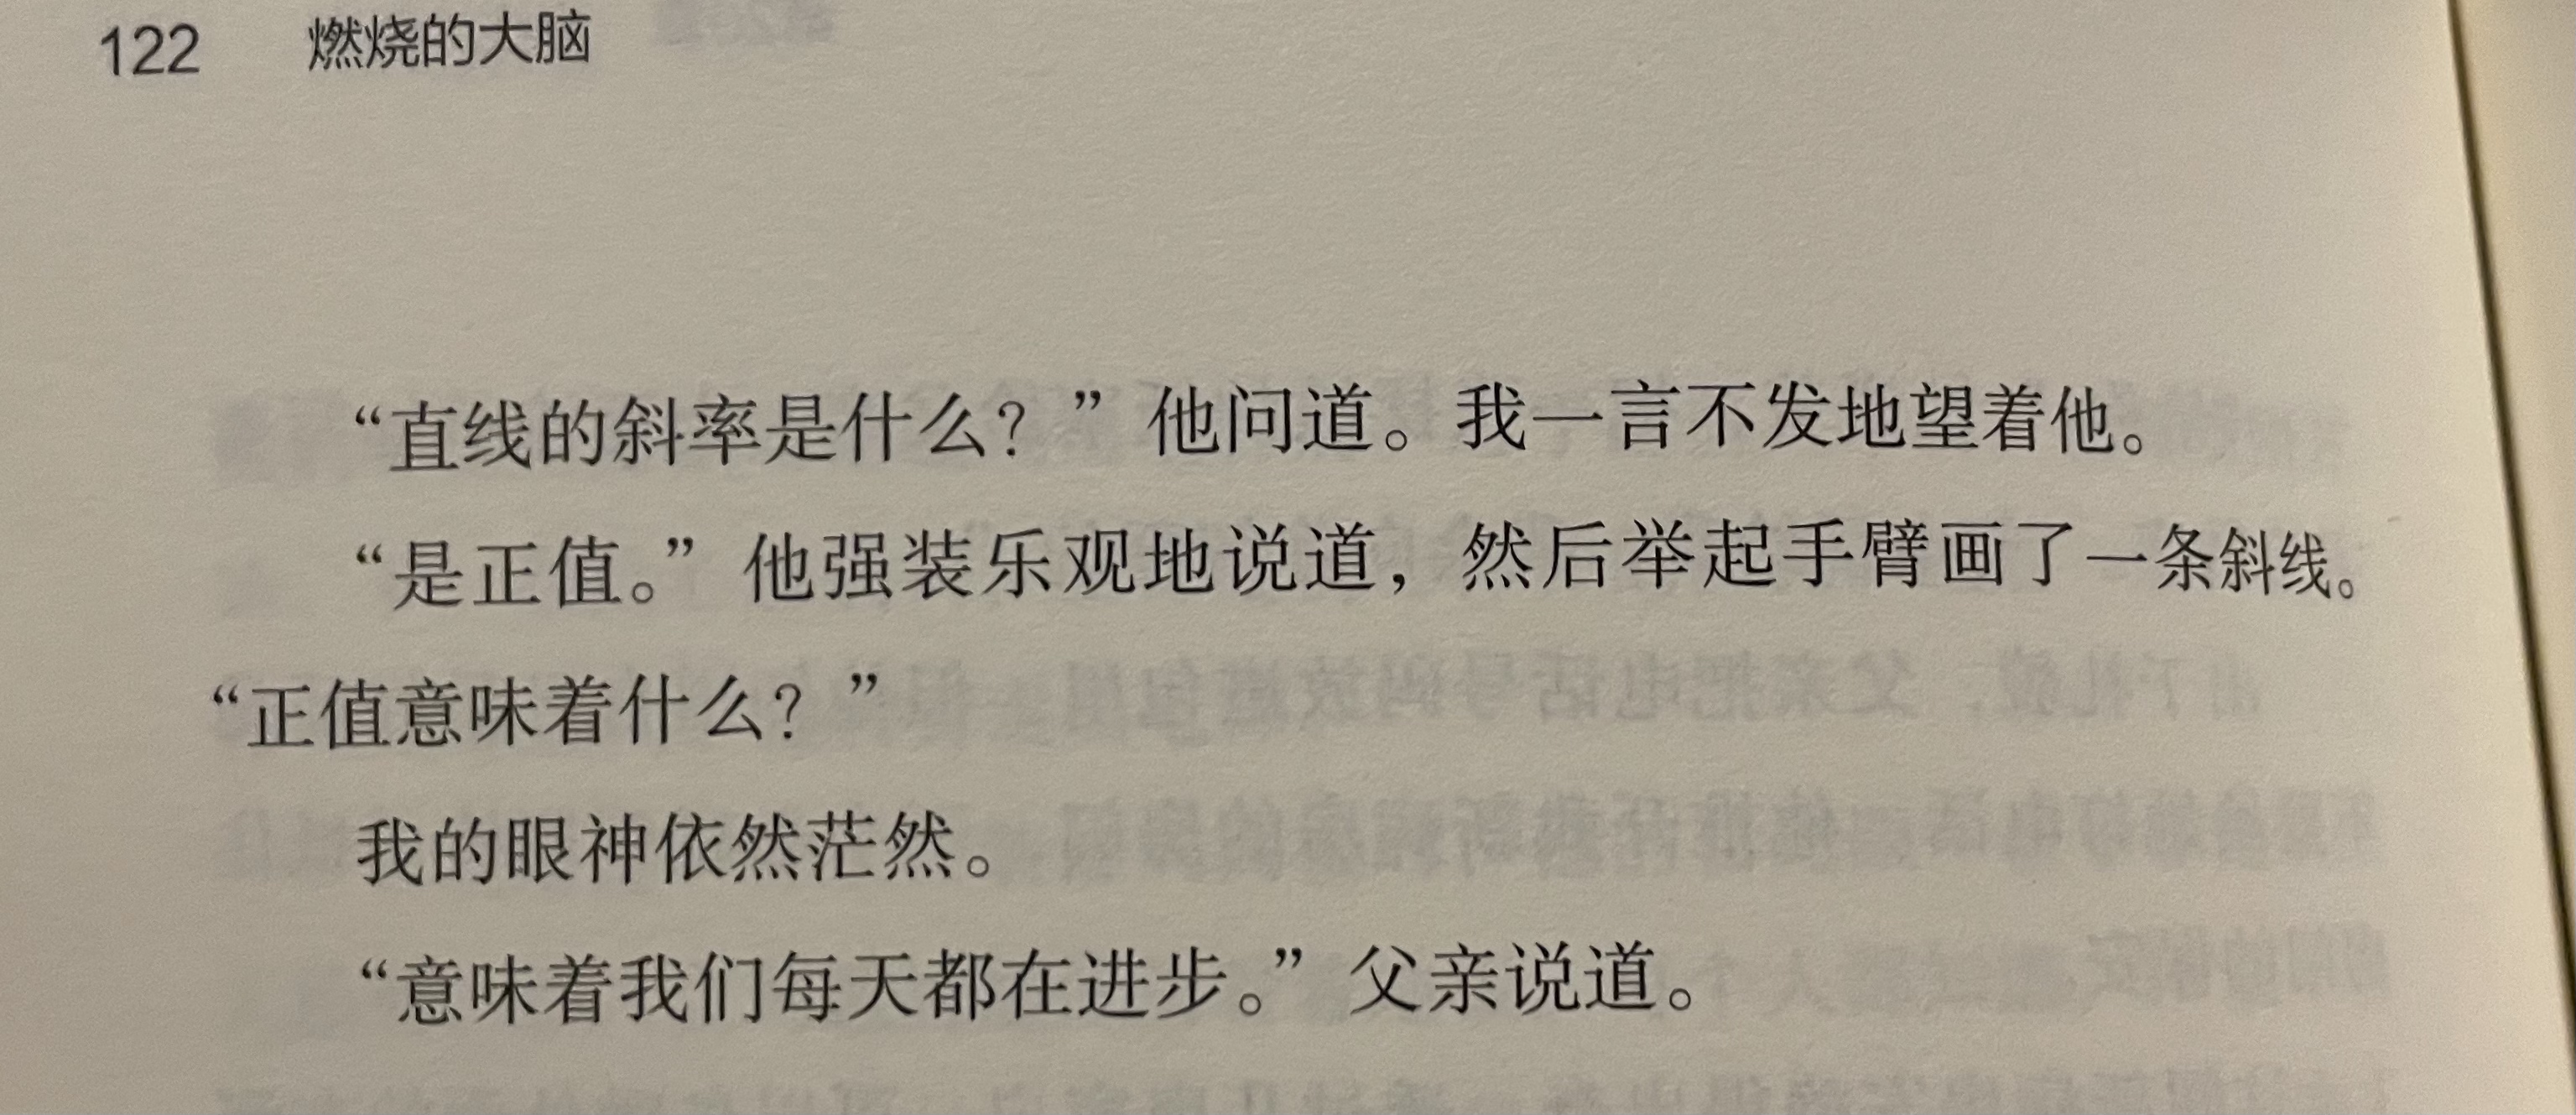 122 燃烧的大脑
“直线的斜率是什么？”他问道。我一言不发地望着他。
“是正值。”他强装乐观地说道，然后举起手臂画了一条斜线。
“正值意味着什么？”
我的眼神依然茫然。
“意味着我们每天都在进步。”父亲说道。